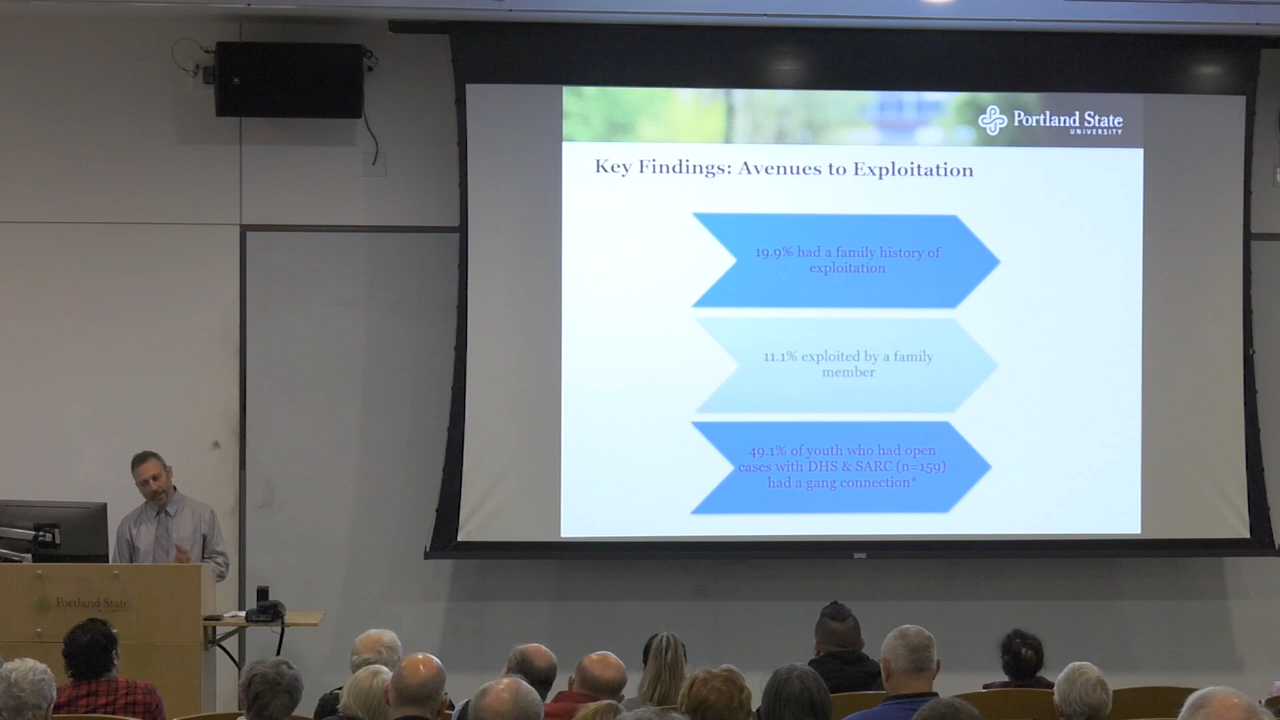 Portland State
UNIVERSITY
Key Findings: Avenues to Exploitation
19.9% had a family history of
exploitation
11.1% exploited by a family
member
49.1% of youth who had open
cases with DHS & SARC (n=159)
had a gang connection*
Portland State
UNIVERSITY